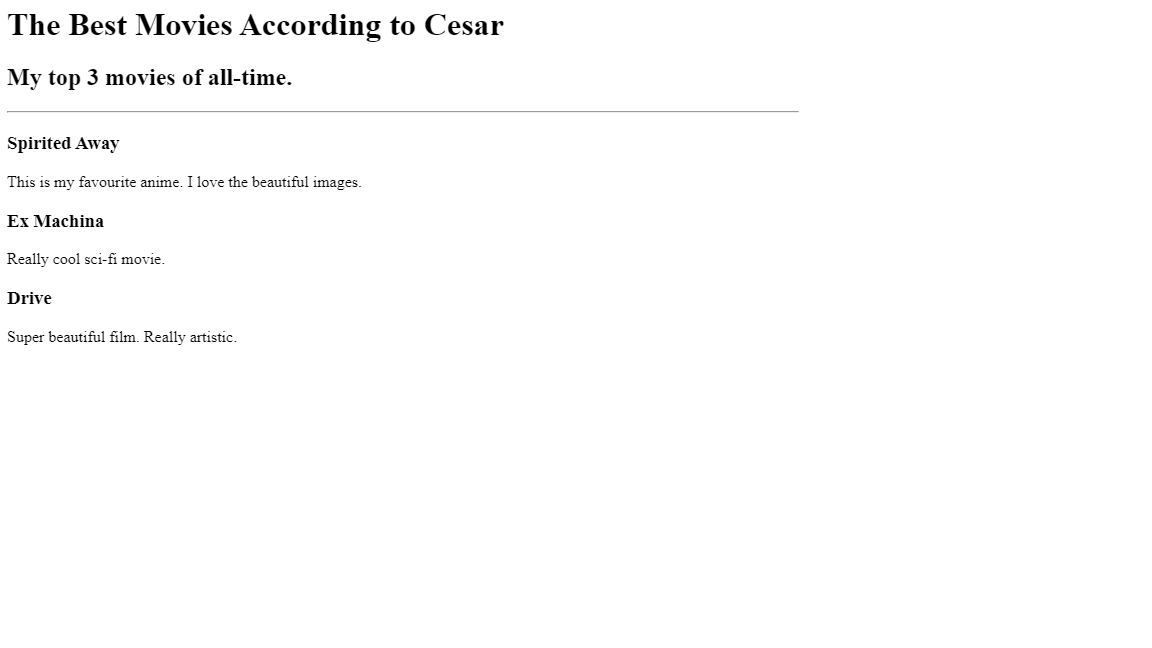 The Best Movies According to Cesar
My top 3 movies of all-time.
Spirited Away
This is my favourite anime. I love the beautiful images.
Ex Machina
Really cool sci-fi movie.
Drive
Super beautiful film. Really artistic.